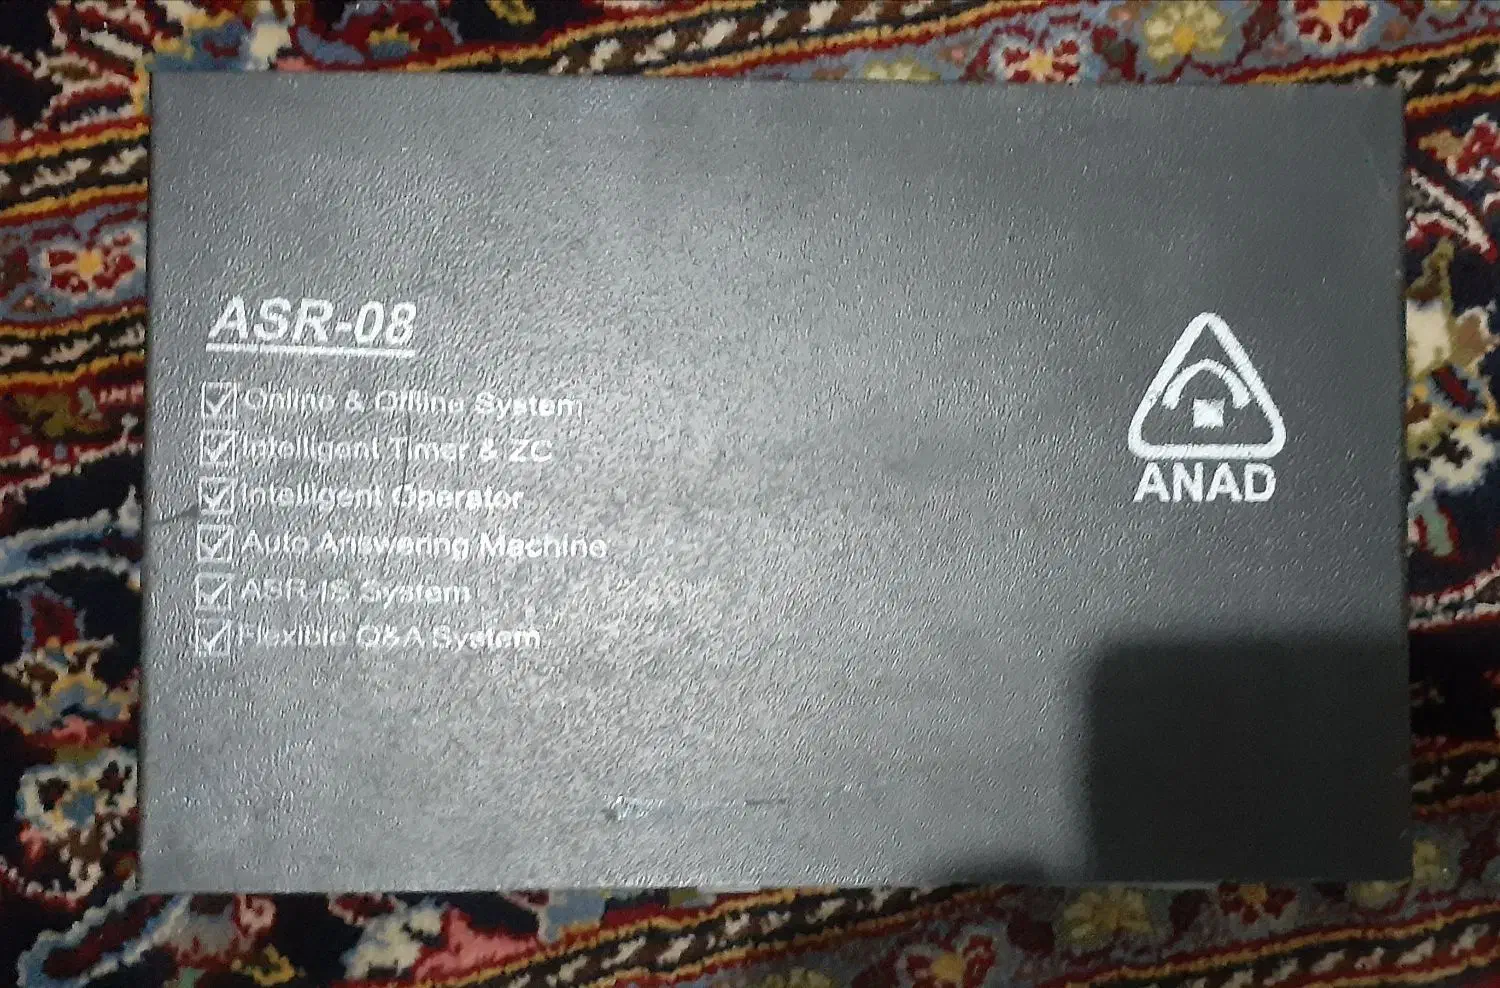 ASR-08
Online & Offline System
Intelligent Timer & ZC
Intelligent Operator
Auto Answering Machine
ASR IS System
Flexible Q&A System
ANAD